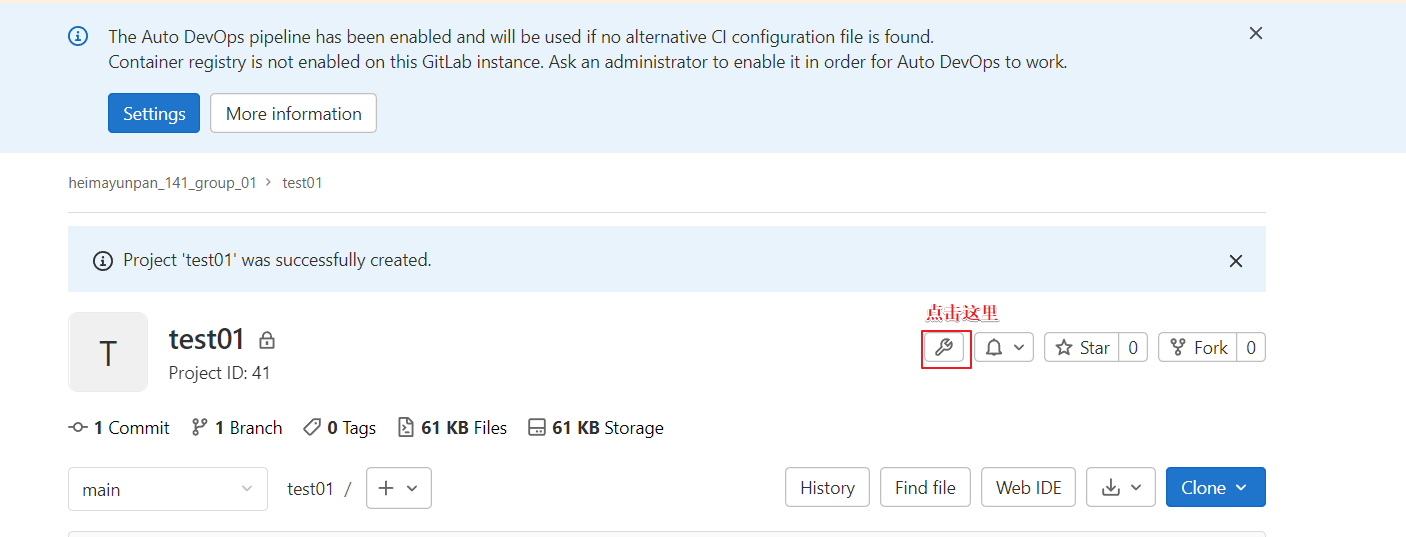 The Auto DevOps pipeline has been enabled and will be used if no alternative CI configuration file is found.
Container registry is not enabled on this GitLab instance. Ask an administrator to enable it in order for Auto DevOps to work.
Settings More information
heimayunpan_141_group_01 > test01
Project 'test01' was successfully created.
点击这里
T test01
Star 0 Fork 0
Project ID: 41
1 Commit 1 Branch 0 Tags 61 KB Files 61 KB Storage
main test01 / + History Find file Web IDE Clone